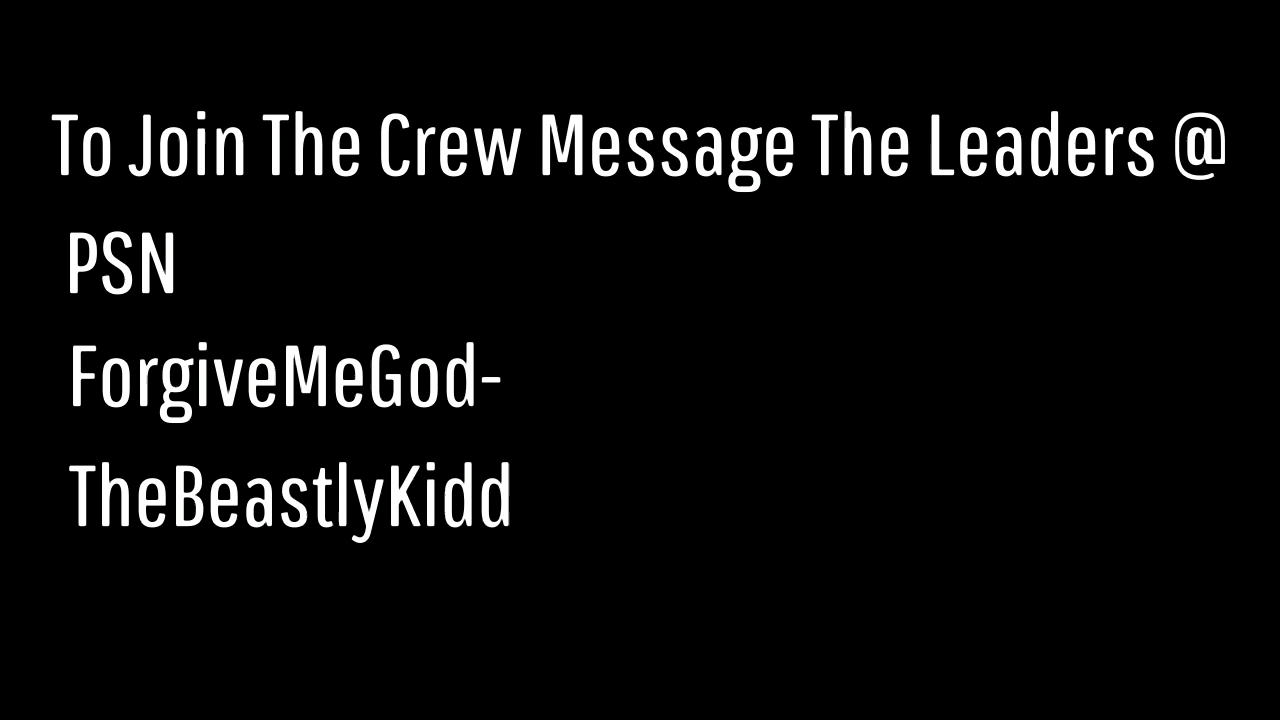 To Join The Crew Message The Leaders @
PSN
ForgiveMeGod-
TheBeastlyKidd